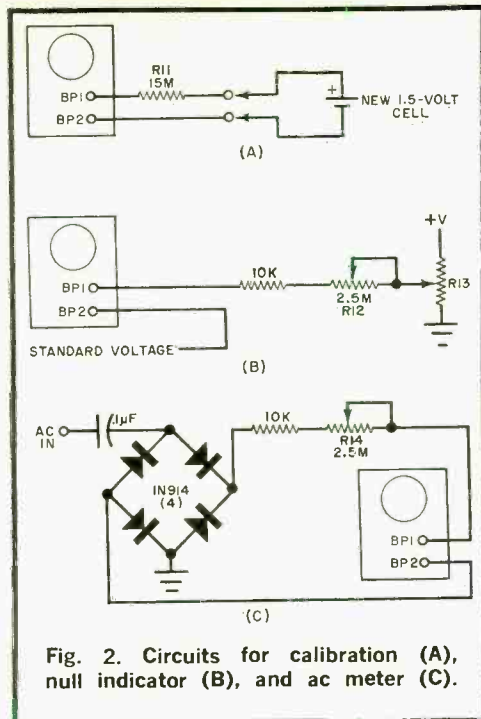 R11
15M
BP1
BP2
+
NEW 1.5-VOLT
CELL
(A)
+V
BP1
10K
R13
BP2
2.5M
R12
STANDARD VOLTAGE
(B)
.1µF
AC
IN
10K
R14
2.5M
1N914
(4)
BP1
BP2
(C)
Fig. 2. Circuits for calibration (A),
null indicator (B), and ac meter (C).